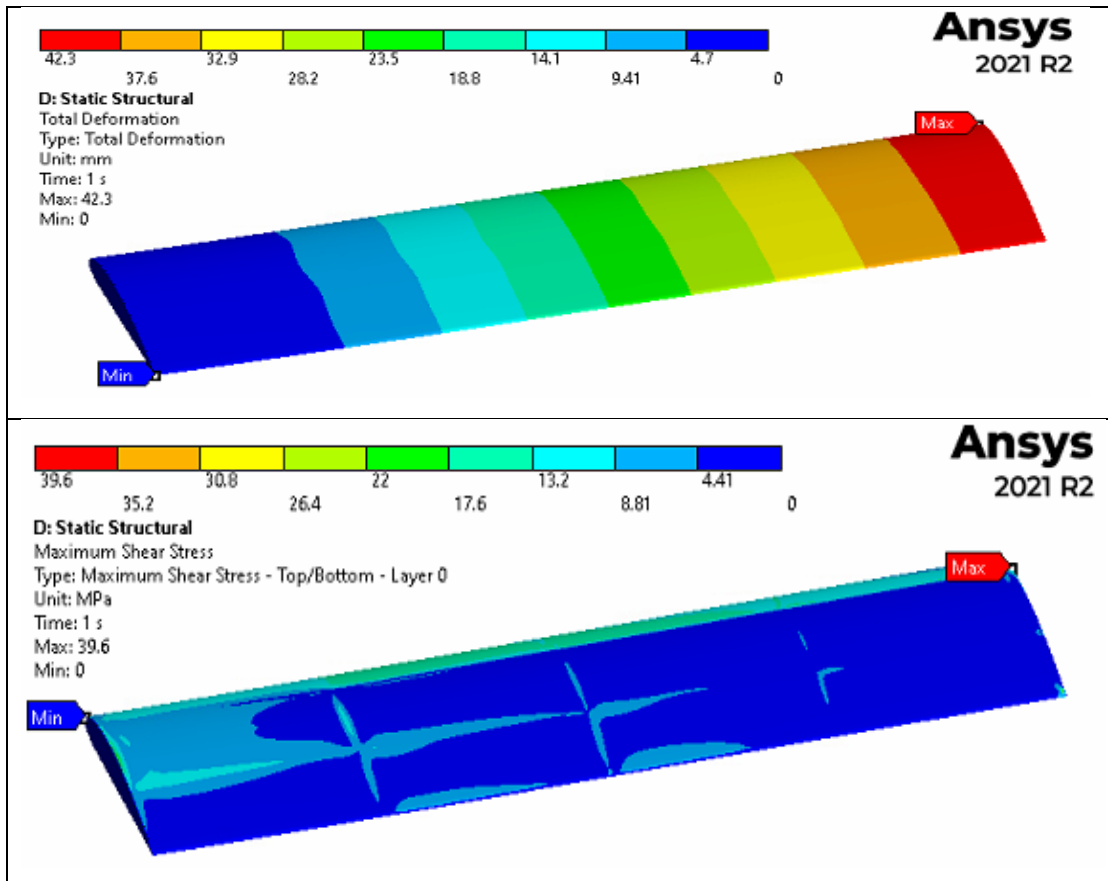 Ansys
2021 R2
42.3 32.9 23.5 14.1 4.7
37.6 28.2 18.8 9.41 0
D: Static Structural
Total Deformation
Type: Total Deformation
Unit: mm
Time: 1 s
Max: 42.3
Min: 0
Max
Min
Ansys
2021 R2
39.6 30.8 22 13.2 4.41
35.2 26.4 17.6 8.81 0
D: Static Structural
Maximum Shear Stress
Type: Maximum Shear Stress - Top/Bottom - Layer 0
Unit: MPa
Time: 1 s
Max: 39.6
Min: 0
Max
Min